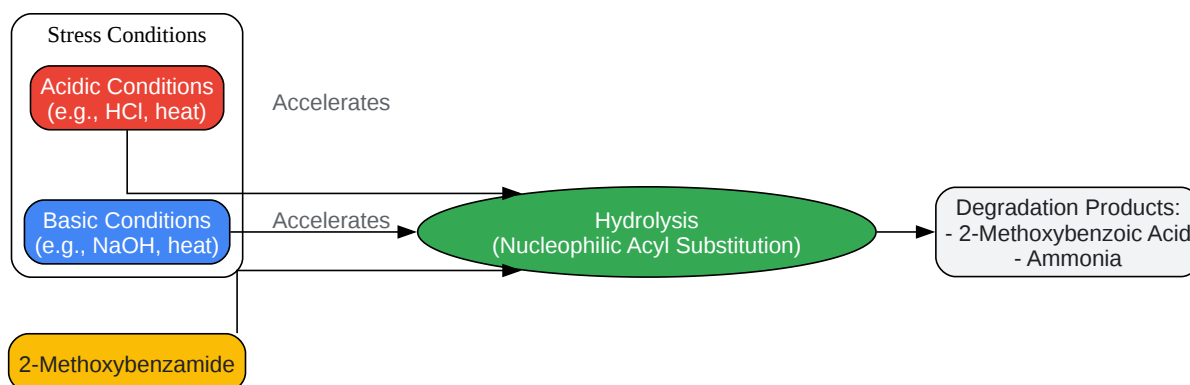 Stress Conditions
Acidic Conditions
(e.g., HCl, heat)
Accelerates
Basic Conditions
(e.g., NaOH, heat)
Accelerates
Hydrolysis
(Nucleophilic Acyl Substitution)
Degradation Products:
- 2-Methoxybenzoic Acid
- Ammonia
2-Methoxybenzamide